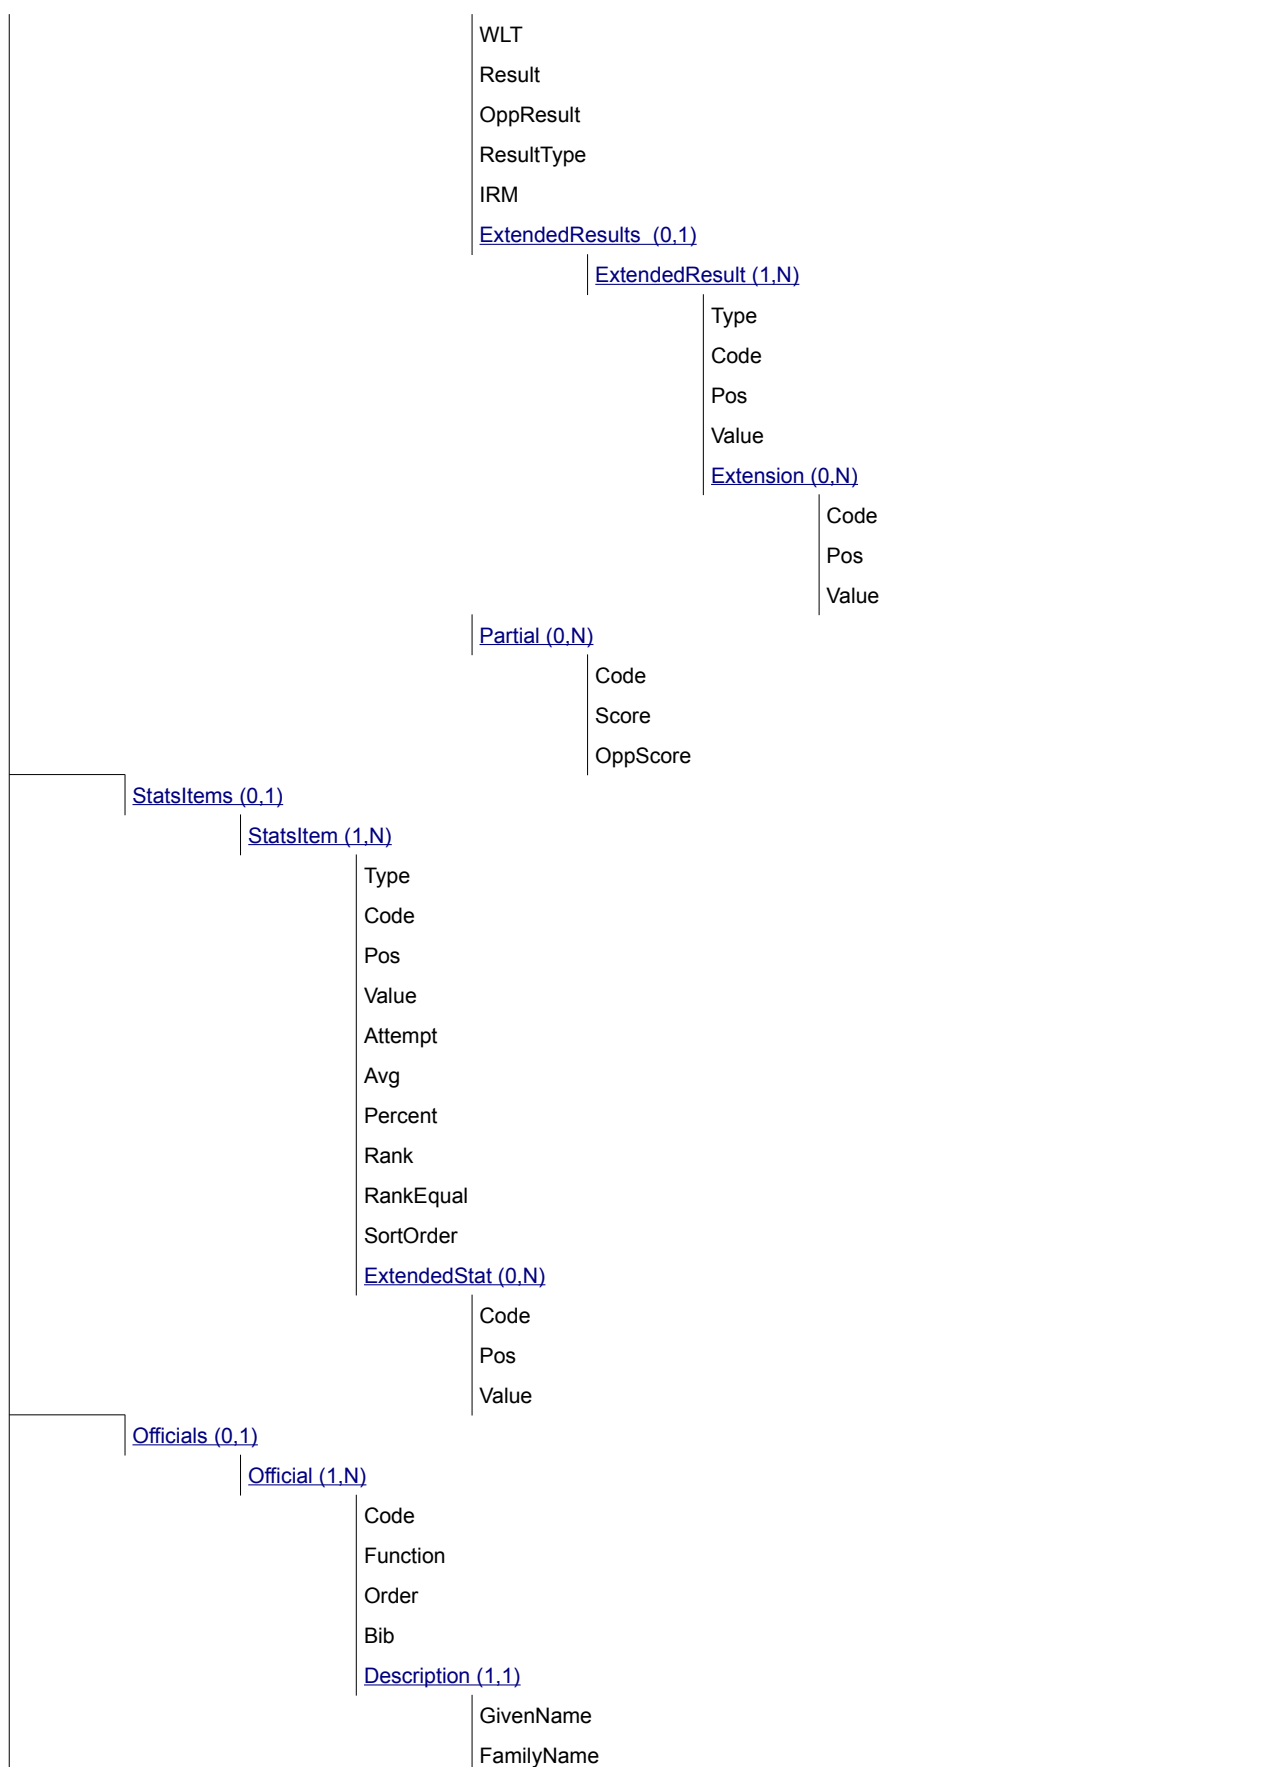 WLT
Result
OppResult
ResultType
IRM
ExtendedResults  (0,1)
ExtendedResult (1,N)
Type
Code
Pos
Value
Extension (0,N)
Code
Pos
Value
Partial (0,N)
Code
Score
OppScore
StatsItems (0,1)
StatsItem (1,N)
Type
Code
Pos
Value
Attempt
Avg
Percent
Rank
RankEqual
SortOrder
ExtendedStat (0,N)
Code
Pos
Value
Officials (0,1)
Official (1,N)
Code
Function
Order
Bib
Description (1,1)
GivenName
FamilyName